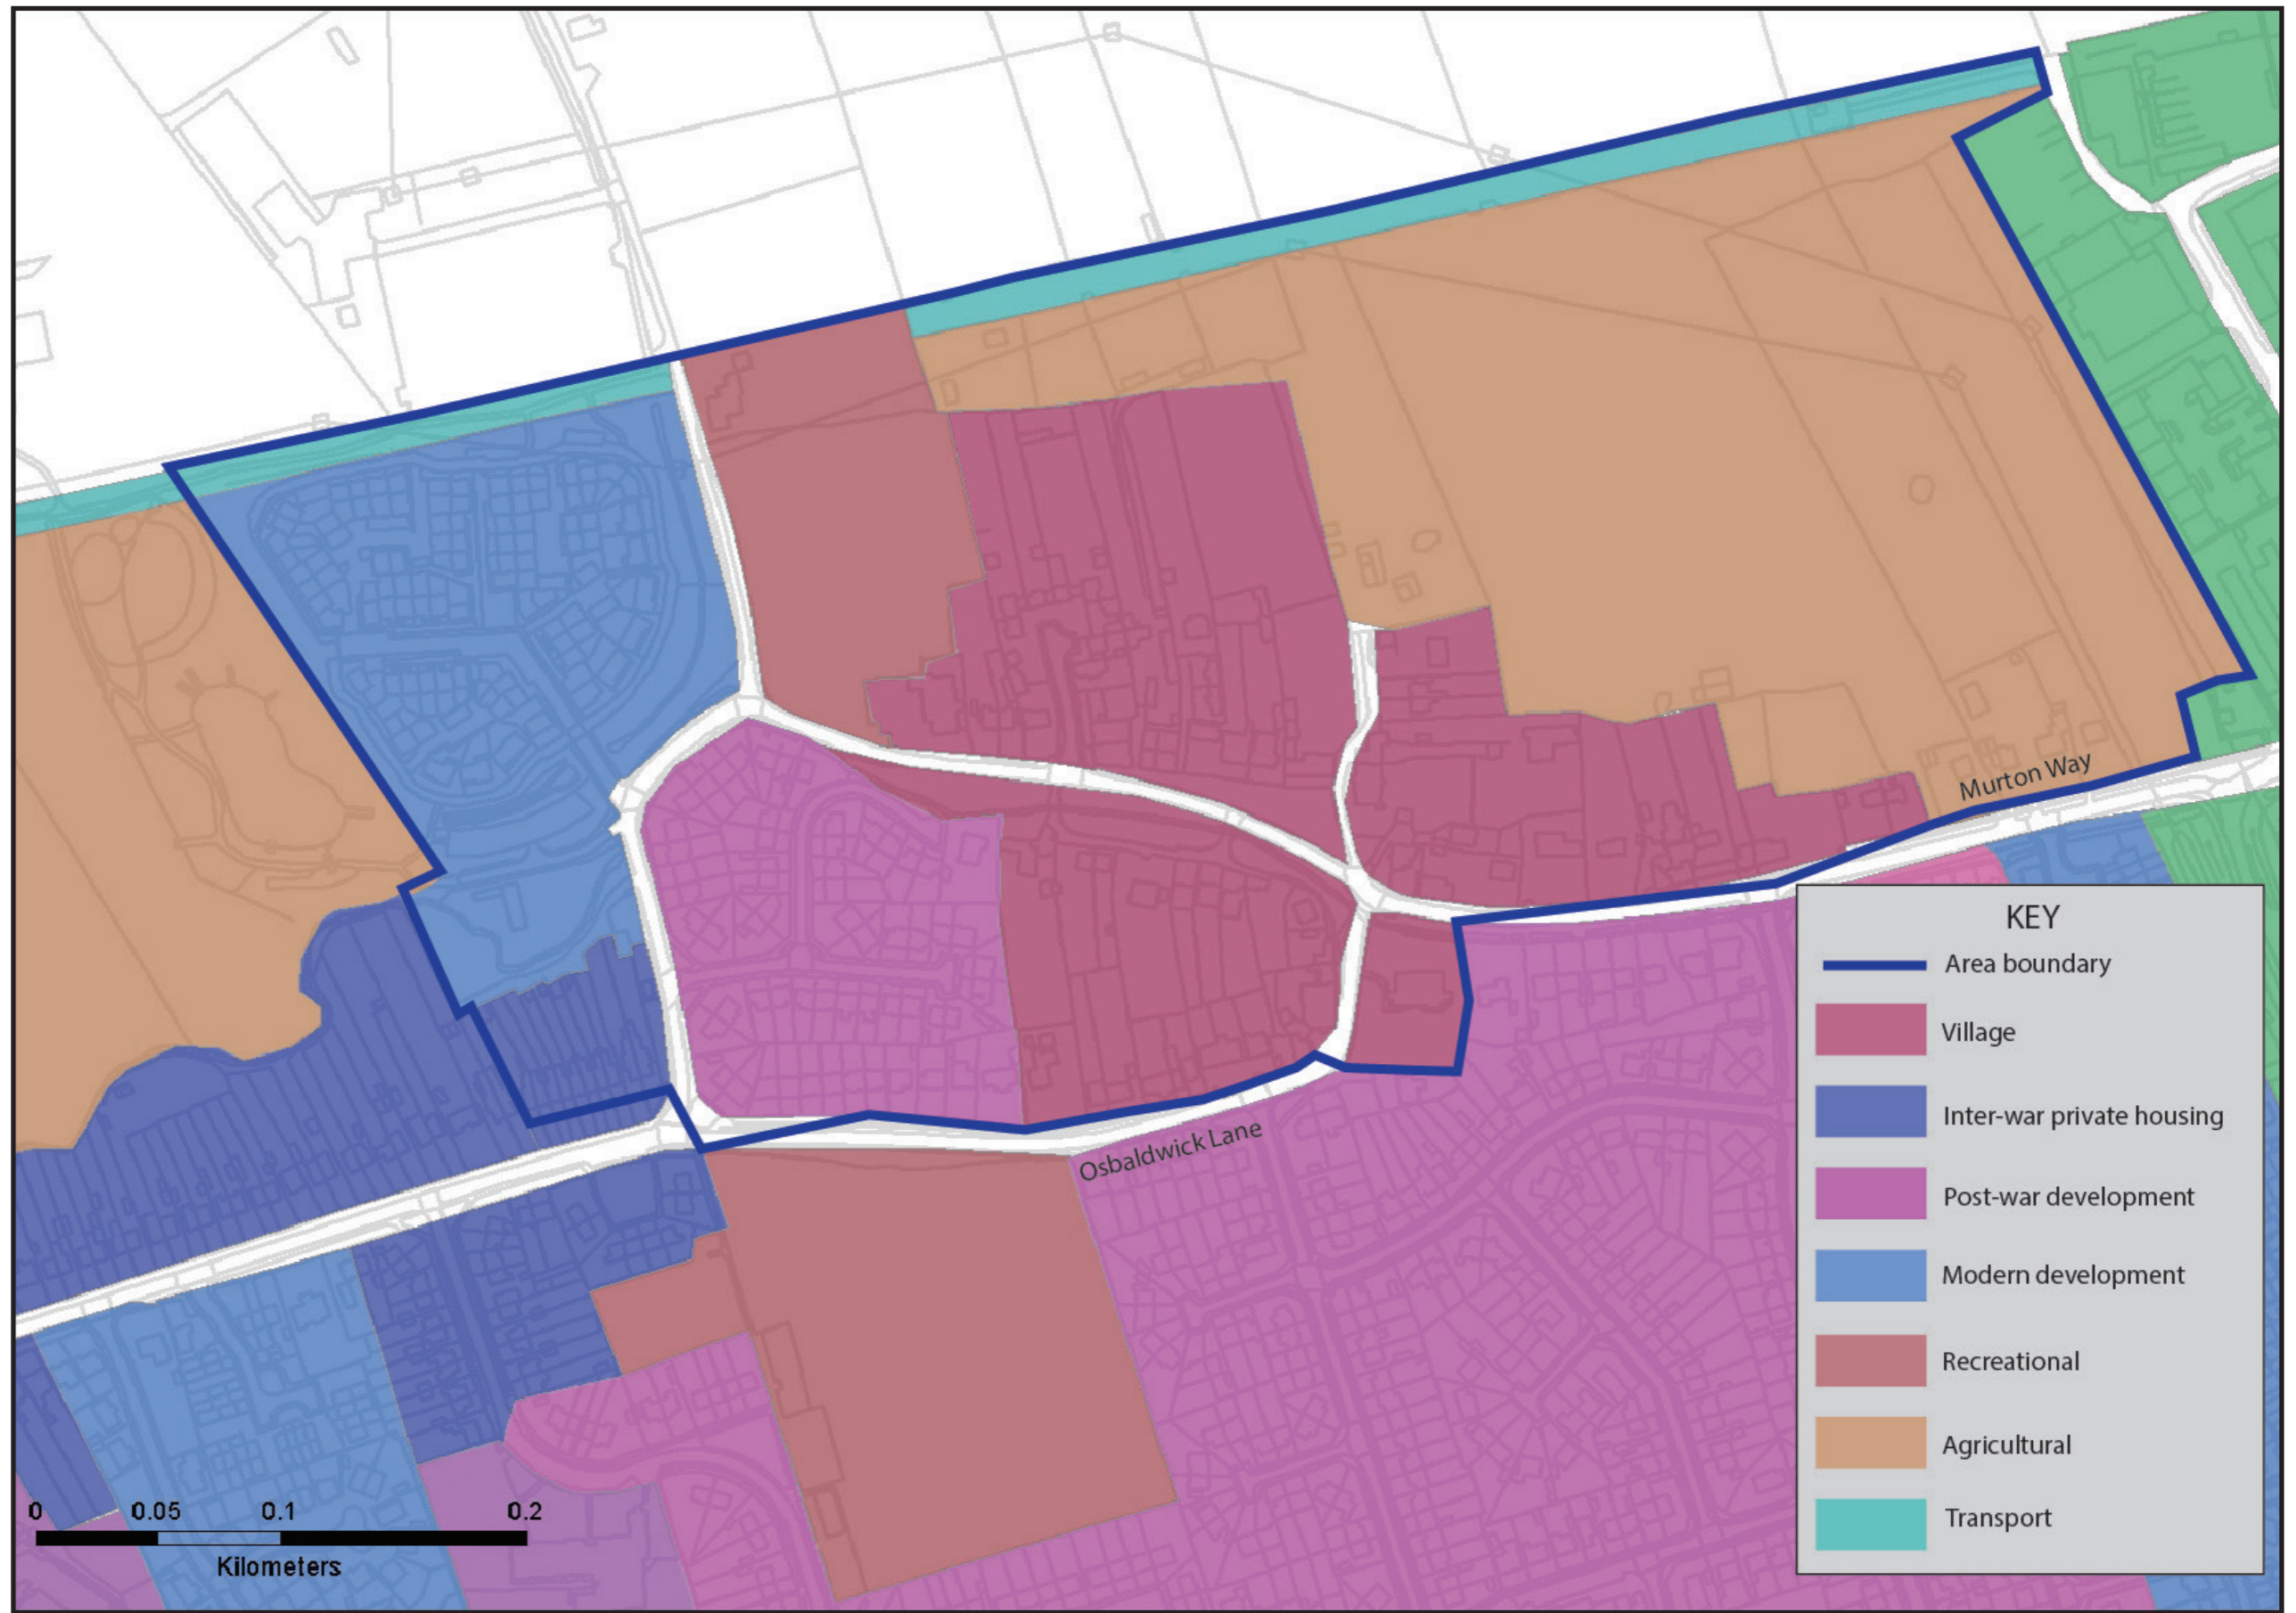 Murton Way
Osbaldwick Lane
KEY
Area boundary
Village
Inter-war private housing
Post-war development
Modern development
Recreational
Agricultural
Transport
0 0.05 0.1 0.2
Kilometers